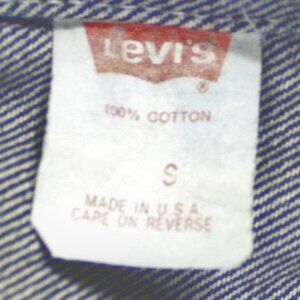 Levi's
®
100% COTTON
S
MADE IN U S A
CARE ON REVERSE